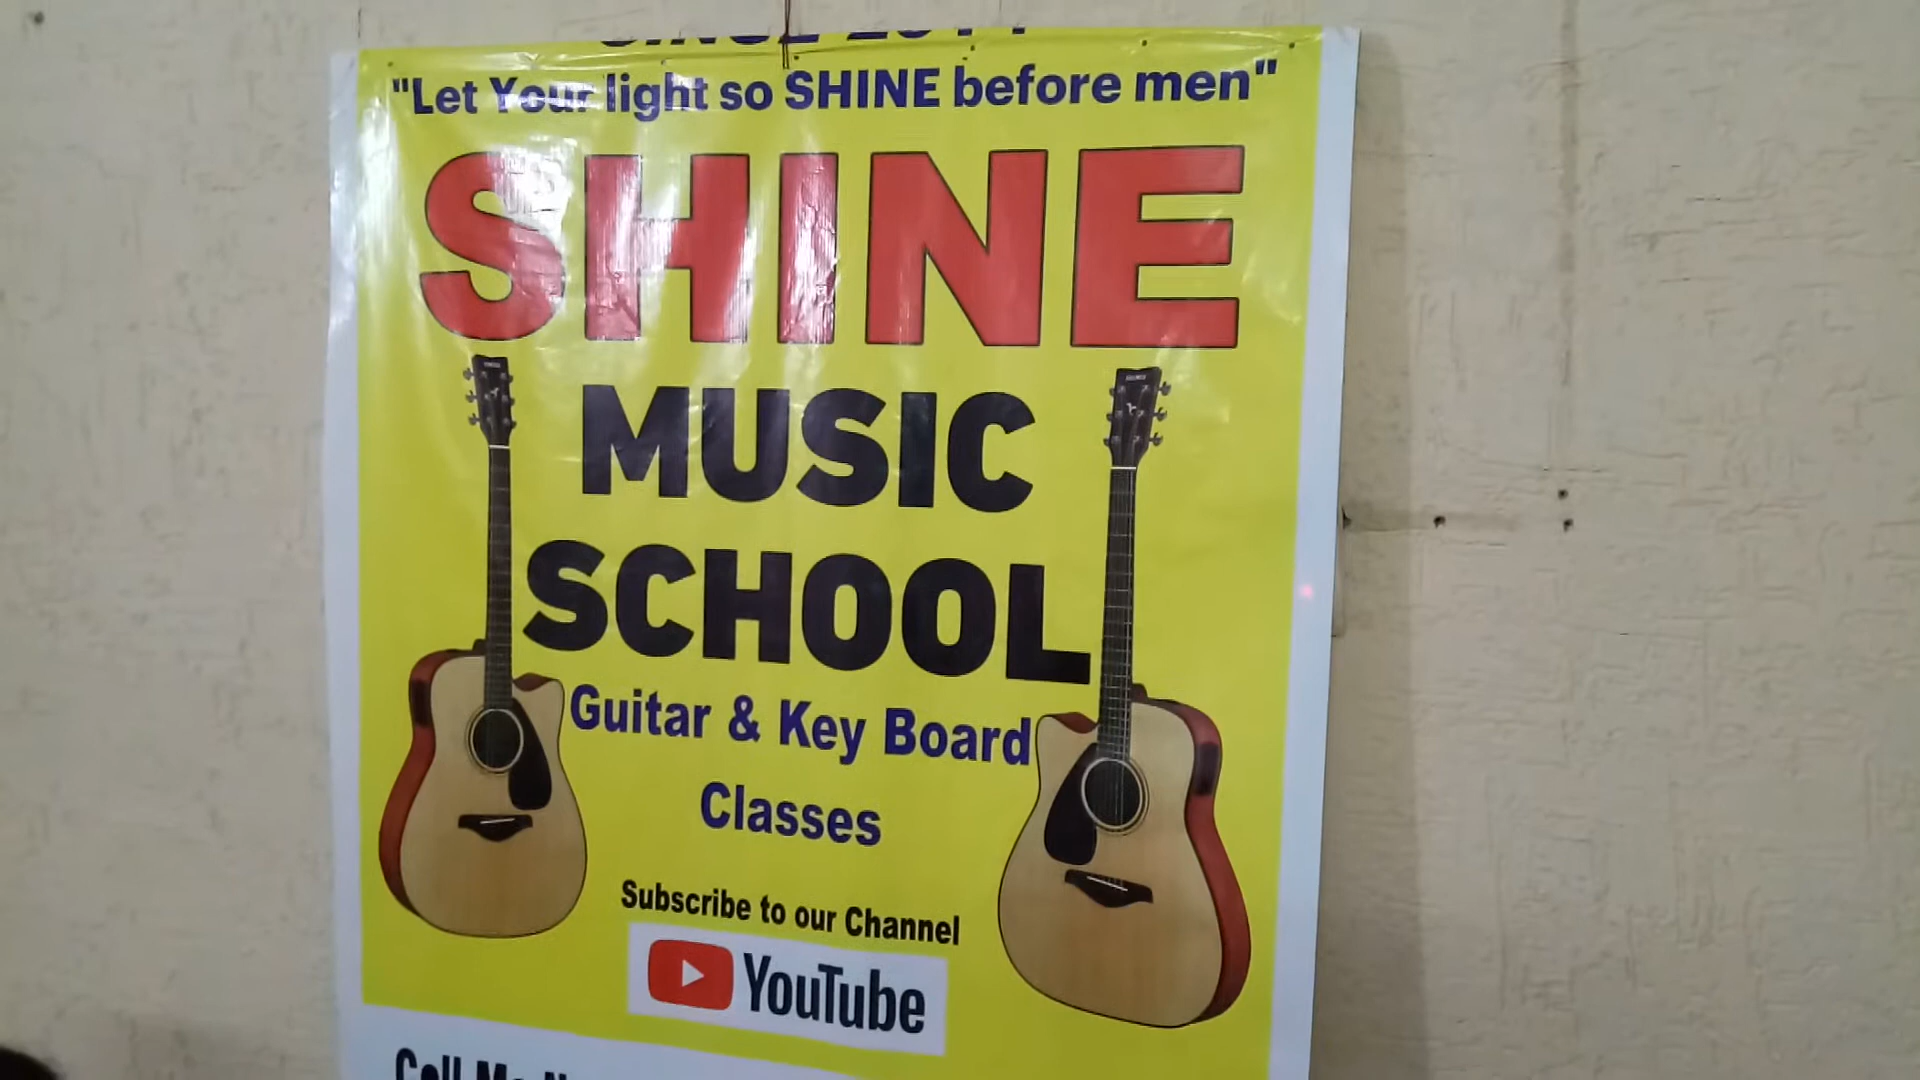 "Let Your light so SHINE before men"
SHINE
MUSIC
SCHOOL
Guitar & Key Board
Classes
Subscribe to our Channel
YouTube